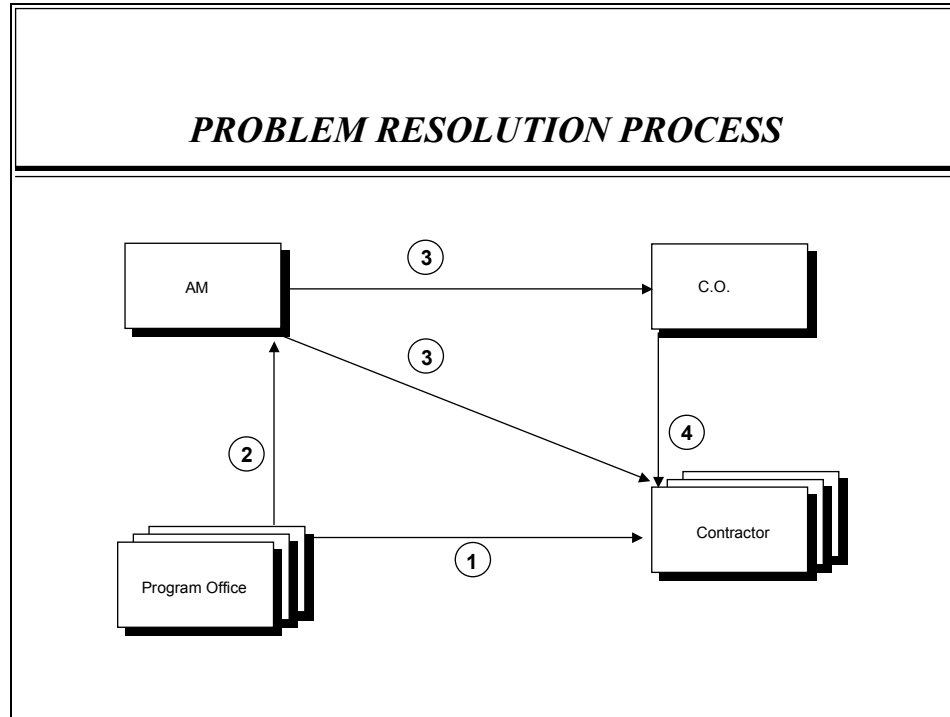 PROBLEM RESOLUTION PROCESS
AM
3
C.O.
3
2
4
Program Office
1
Contractor